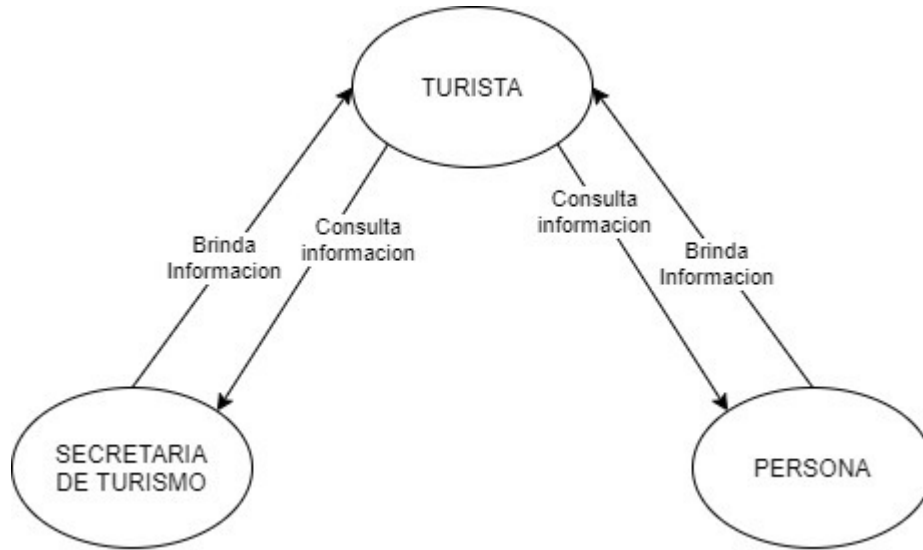 TURISTA
Brinda
Informacion
Consulta
informacion
Consulta
informacion
Brinda
Informacion
SECRETARIA
DE TURISMO
PERSONA